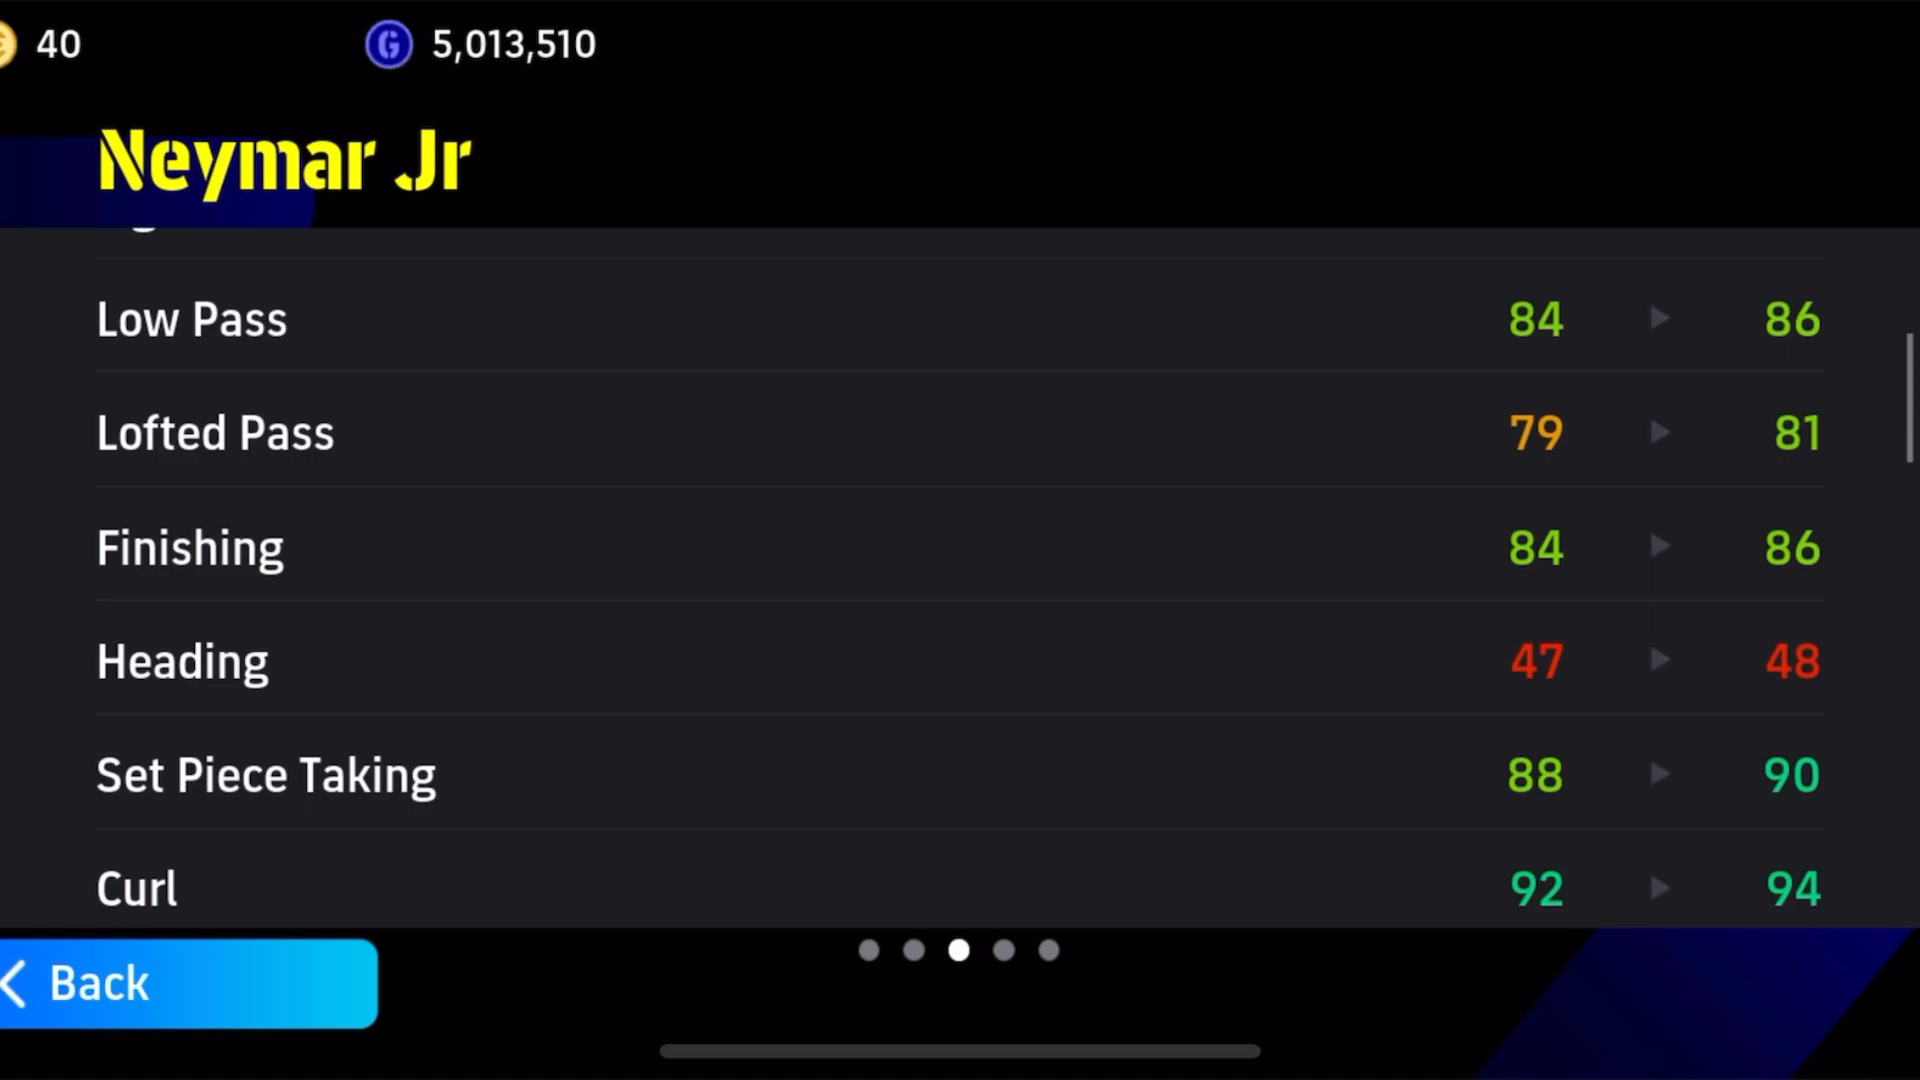 40 5,013,510
Neymar Jr
Low Pass 84 ▶ 86
Lofted Pass 79 ▶ 81
Finishing 84 ▶ 86
Heading 47 ▶ 48
Set Piece Taking 88 ▶ 90
Curl 92 ▶ 94
Back